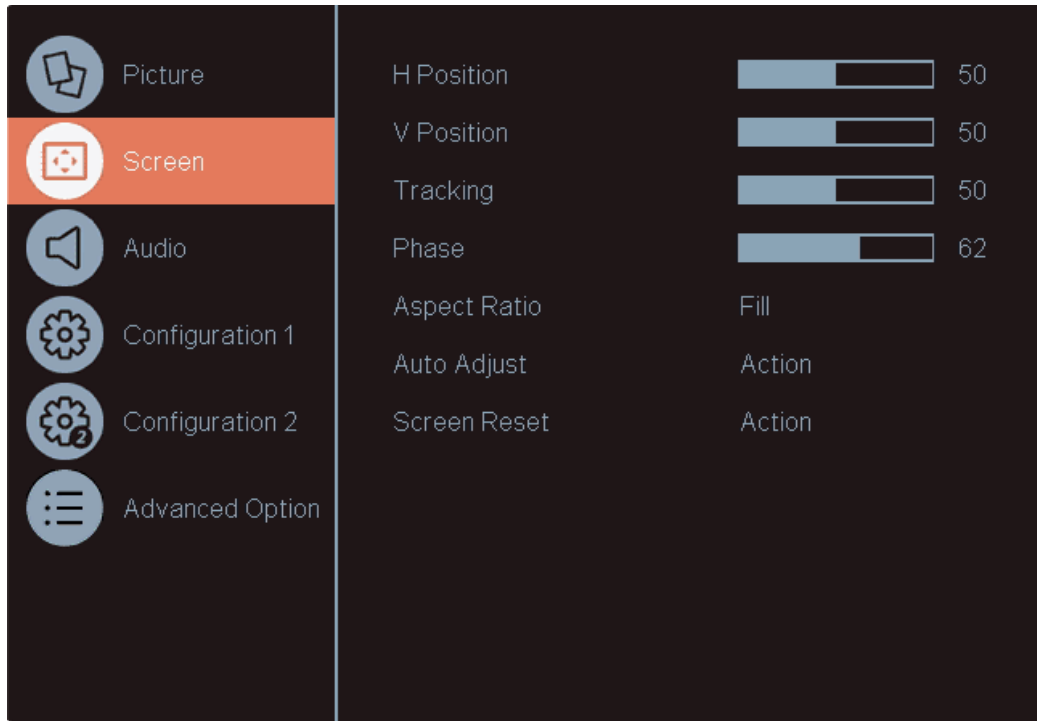 Picture
Screen
Audio
Configuration 1
Configuration 2
2
Advanced Option
H Position 50
V Position 50
Tracking 50
Phase 62
Aspect Ratio Fill
Auto Adjust Action
Screen Reset Action